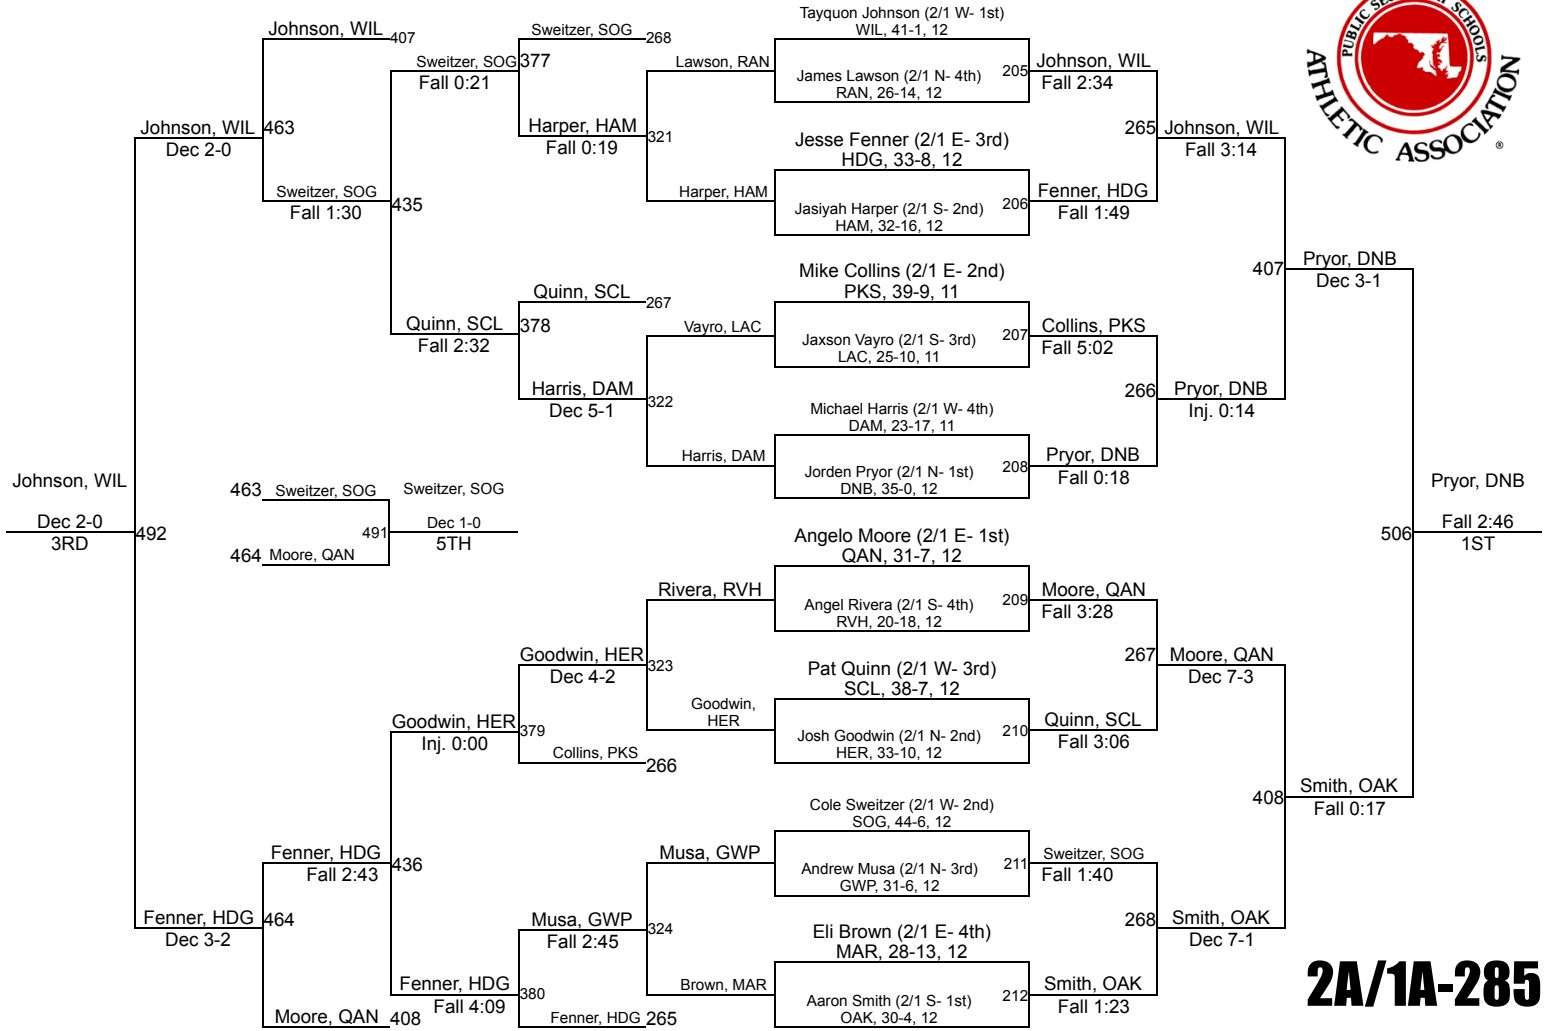 PUBLIC SE SCHOOLS
ATHLETIC ASSOCIATION
®
Johnson, WIL
407
Sweitzer, SOG
Fall 0:21
377
Sweitzer, SOG
268
Harper, HAM
Fall 0:19
321
Lawson, RAN
Harper, HAM
Johnson, WIL
Dec 2-0
463
Sweitzer, SOG
Fall 1:30
435
Quinn, SCL
Fall 2:32
378
Quinn, SCL
267
Harris, DAM
Dec 5-1
322
Vayro, LAC
Harris, DAM
Tayquon Johnson (2/1 W- 1st)
WIL, 41-1, 12
James Lawson (2/1 N- 4th)
RAN, 26-14, 12
205
Johnson, WIL
Fall 2:34
Jesse Fenner (2/1 E- 3rd)
HDG, 33-8, 12
Jasiyah Harper (2/1 S- 2nd)
HAM, 32-16, 12
206
Fenner, HDG
Fall 1:49
265
Johnson, WIL
Fall 3:14
Mike Collins (2/1 E- 2nd)
PKS, 39-9, 11
Jaxson Vayro (2/1 S- 3rd)
LAC, 25-10, 11
207
Collins, PKS
Fall 5:02
Michael Harris (2/1 W- 4th)
DAM, 23-17, 11
Jorden Pryor (2/1 N- 1st)
DNB, 35-0, 12
208
Pryor, DNB
Fall 0:18
266
Pryor, DNB
Inj. 0:14
407
Pryor, DNB
Dec 3-1
Johnson, WIL
Dec 2-0
3RD
492
463
Sweitzer, SOG
464
Moore, QAN
491
Sweitzer, SOG
Dec 1-0
5TH
Pryor, DNB
Fall 2:46
1ST
506
Angelo Moore (2/1 E- 1st)
QAN, 31-7, 12
Angel Rivera (2/1 S- 4th)
RVH, 20-18, 12
209
Moore, QAN
Fall 3:28
Pat Quinn (2/1 W- 3rd)
SCL, 38-7, 12
Josh Goodwin (2/1 N- 2nd)
HER, 33-10, 12
210
Quinn, SCL
Fall 3:06
267
Moore, QAN
Dec 7-3
Rivera, RVH
Goodwin,
HER
323
Goodwin, HER
Dec 4-2
Collins, PKS
266
379
Goodwin, HER
Inj. 0:00
Cole Sweitzer (2/1 W- 2nd)
SOG, 44-6, 12
Andrew Musa (2/1 N- 3rd)
GWP, 31-6, 12
211
Sweitzer, SOG
Fall 1:40
Eli Brown (2/1 E- 4th)
MAR, 28-13, 12
Aaron Smith (2/1 S- 1st)
OAK, 30-4, 12
212
Smith, OAK
Fall 1:23
268
Smith, OAK
Dec 7-1
408
Smith, OAK
Fall 0:17
Musa, GWP
Brown, MAR
324
Musa, GWP
Fall 2:45
Fenner, HDG
265
380
Fenner, HDG
Fall 4:09
436
Fenner, HDG
Fall 2:43
464
Fenner, HDG
Dec 3-2
Moore, QAN
408
2A/1A-285